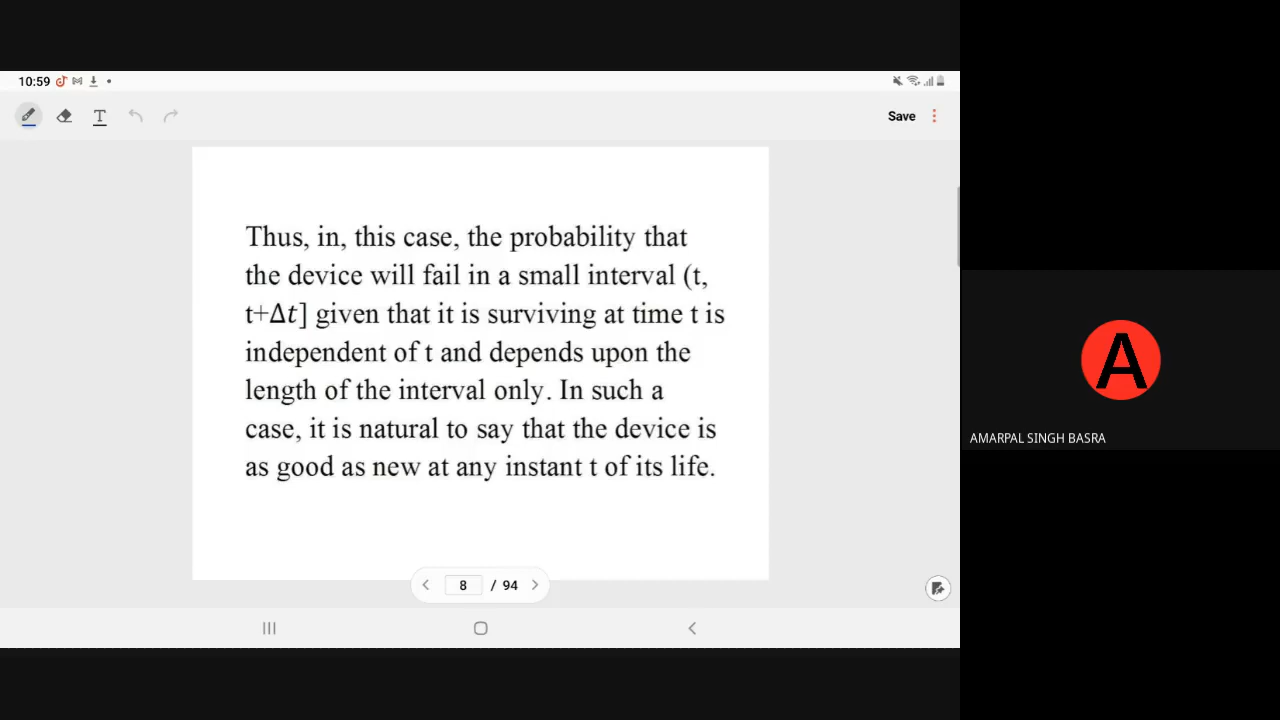 10:59
Save
Thus, in, this case, the probability that
the device will fail in a small interval (t,
t+Δt] given that it is surviving at time t is
independent of t and depends upon the
length of the interval only. In such a
case, it is natural to say that the device is
as good as new at any instant t of its life.
8 / 94
A
AMARPAL SINGH BASRA